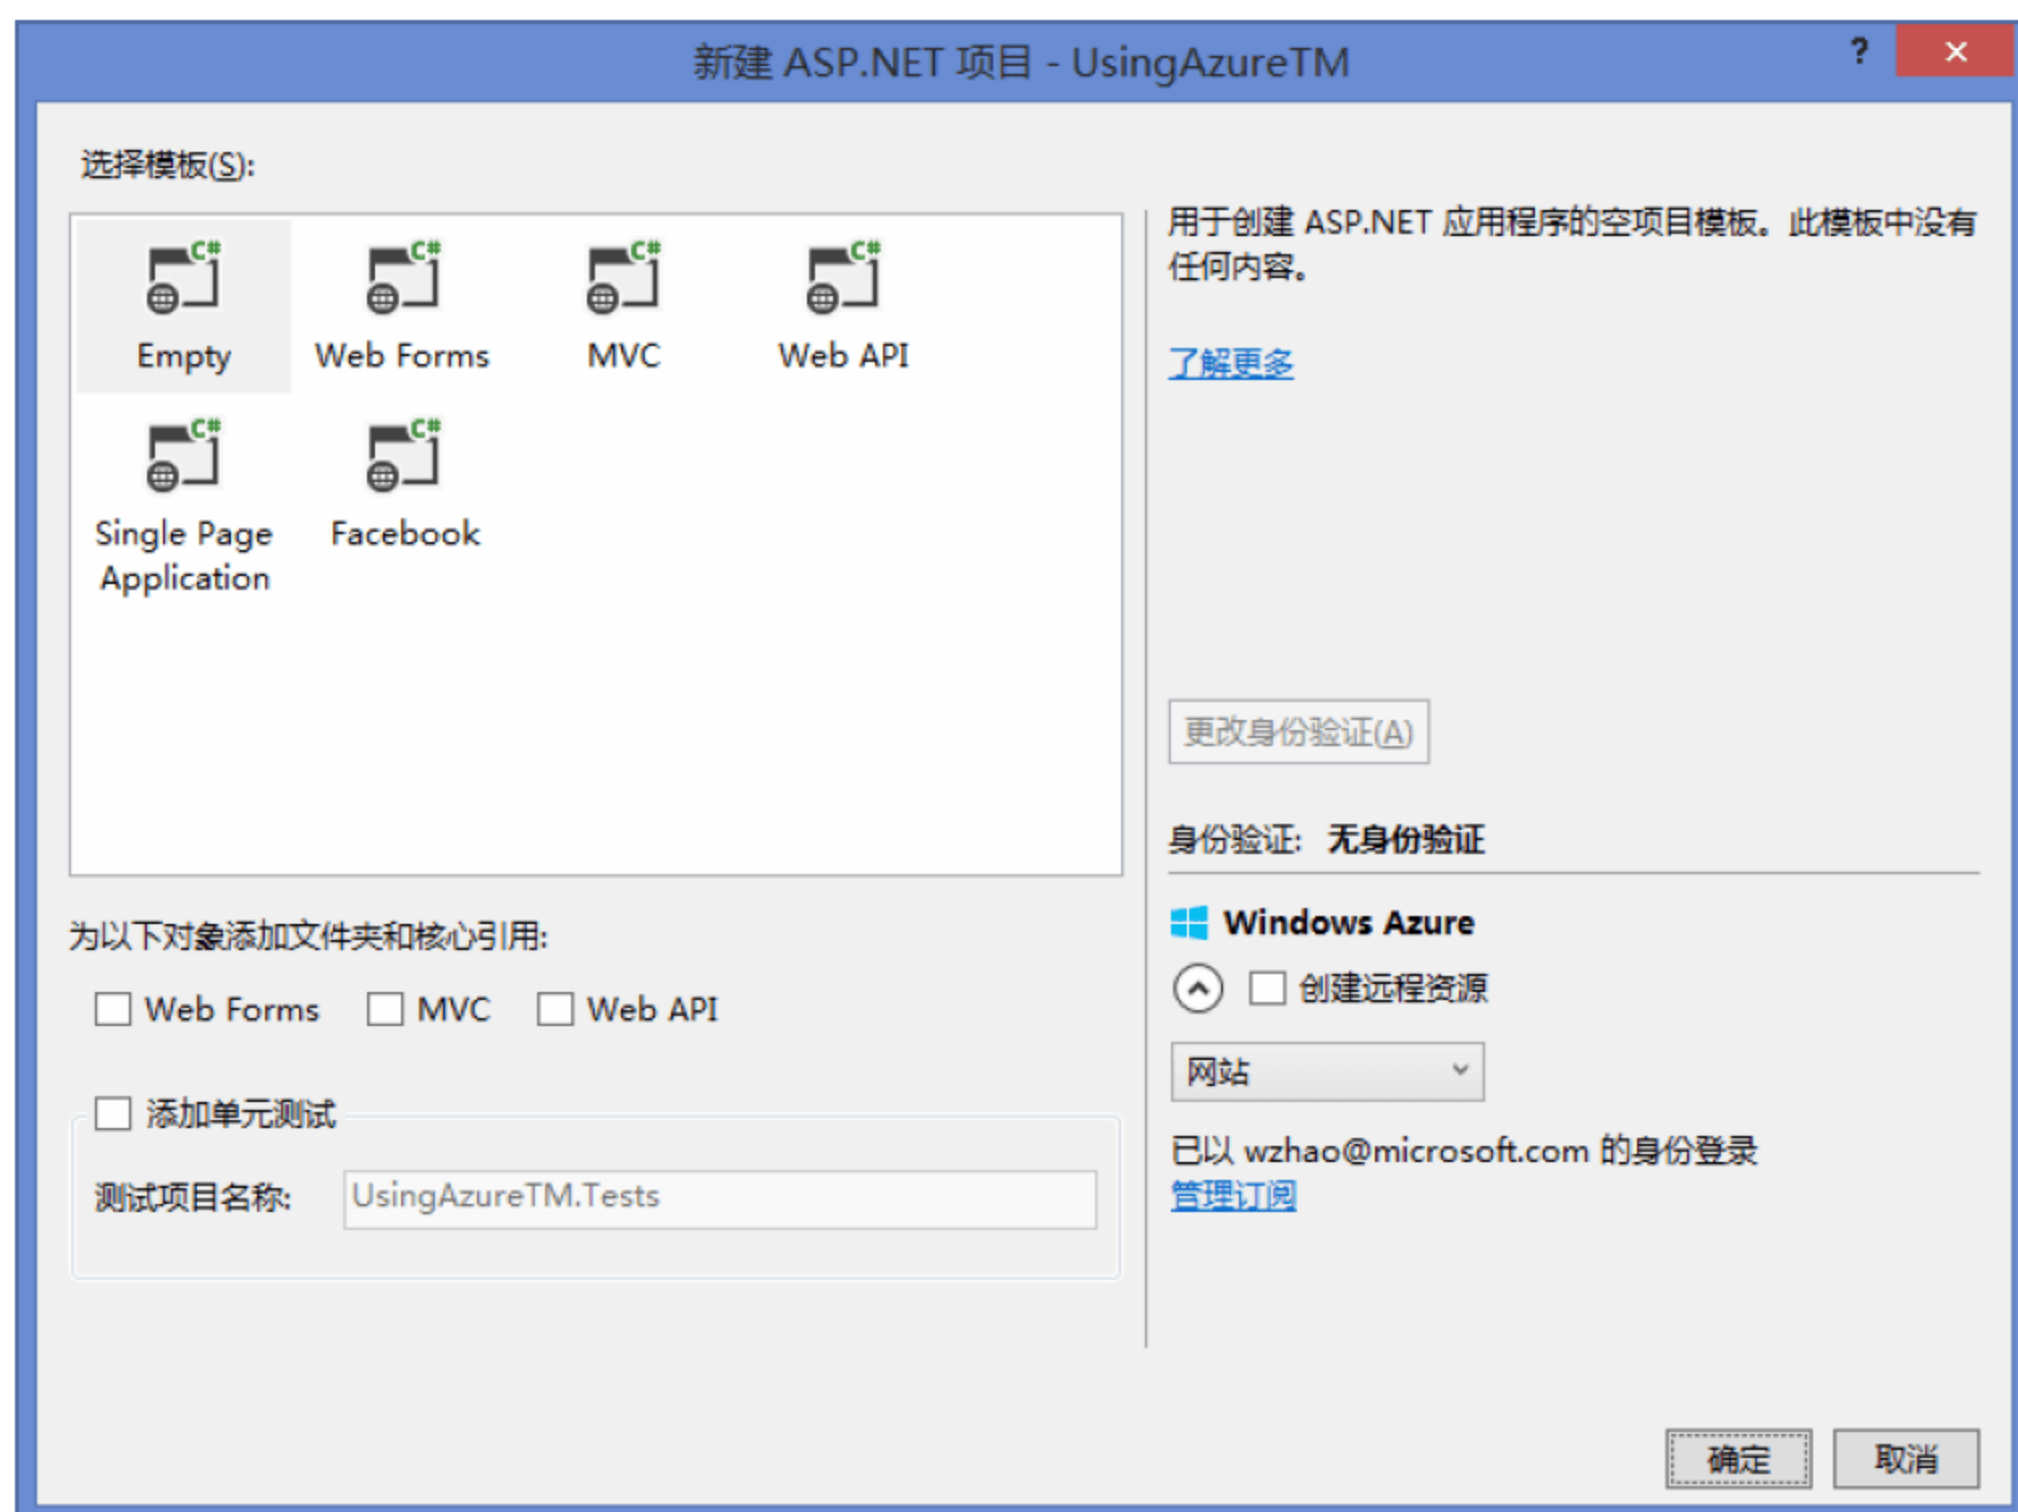 新建 ASP.NET 项目 - UsingAzureTM
?
选择模板(S):
C# C# C# C#
Empty Web Forms MVC Web API
C# C#
Single Page Facebook
Application
用于创建 ASP.NET 应用程序的空项目模板。此模板中没有
任何内容。
了解更多
更改身份验证(A)
身份验证: 无身份验证
为以下对象添加文件夹和核心引用:
Web Forms MVC Web API
添加单元测试
测试项目名称: UsingAzureTM.Tests
Windows Azure
创建远程资源
网站
已以 wzhao@microsoft.com 的身份登录
管理订阅
确定 取消